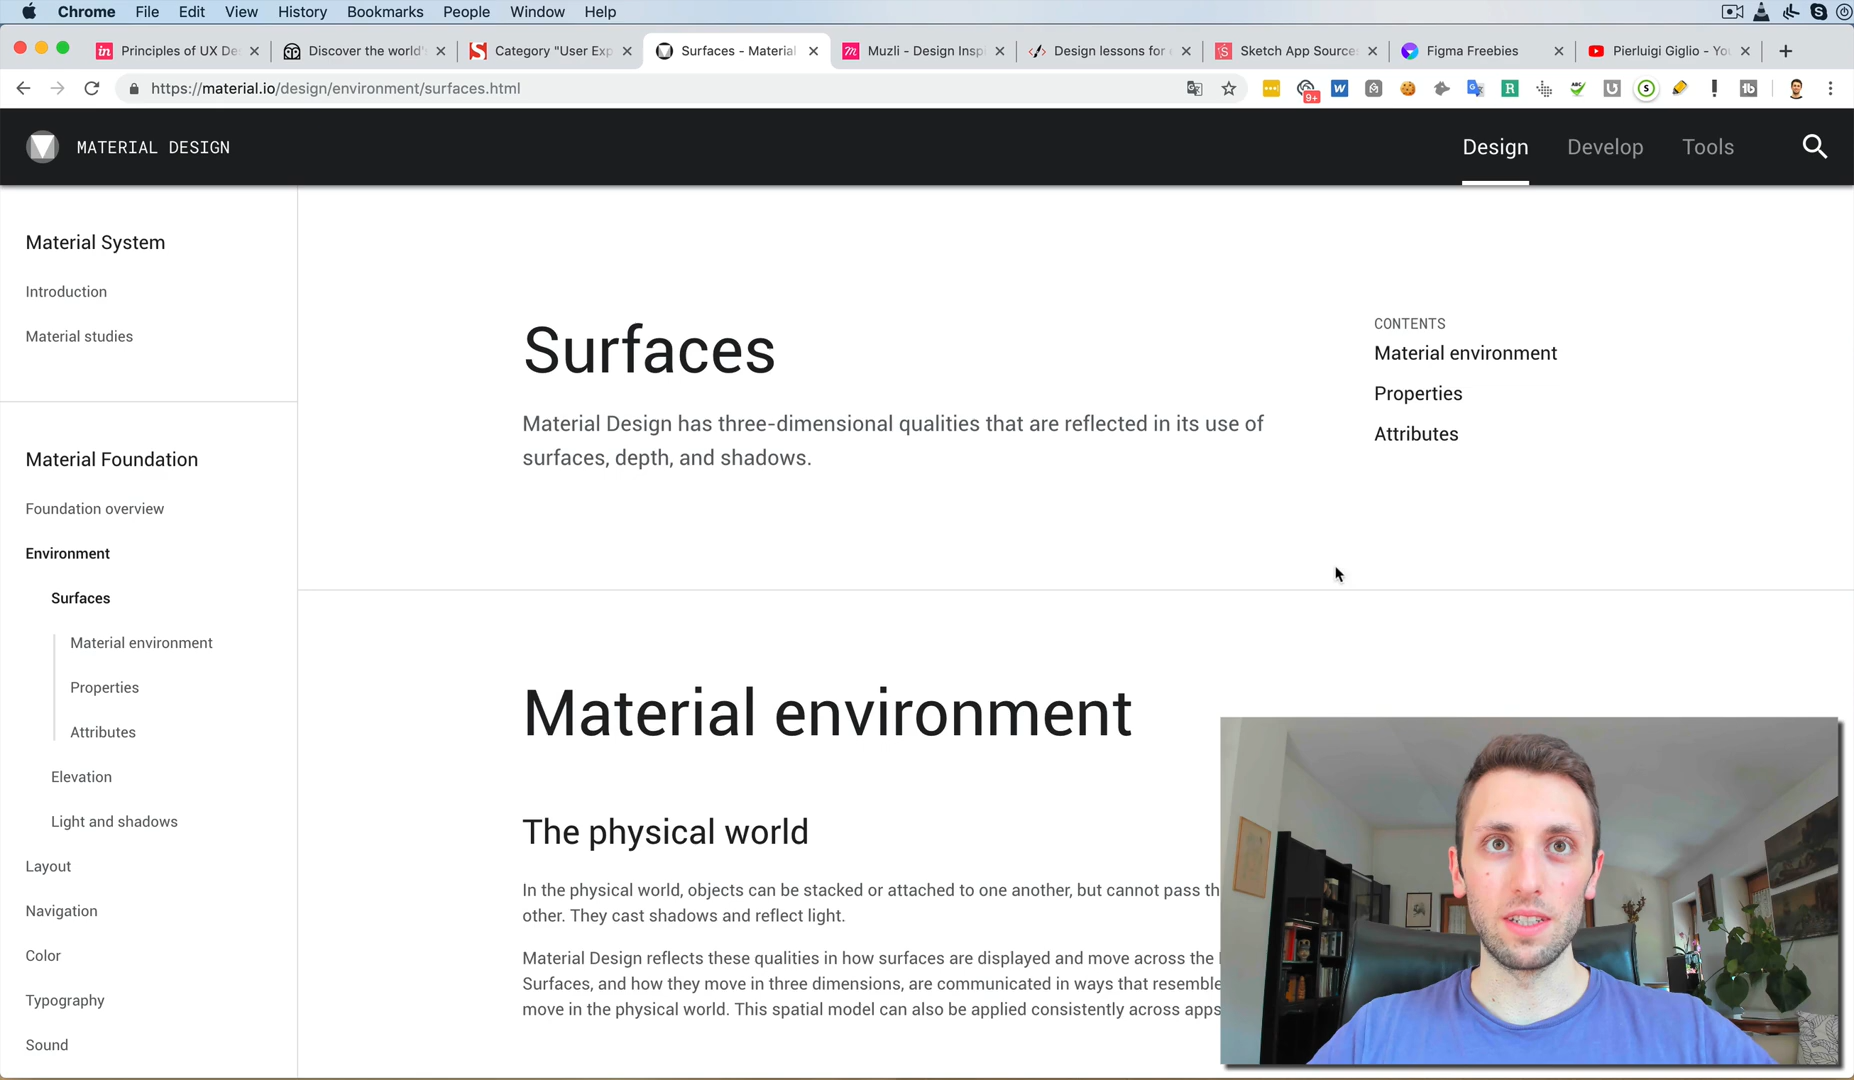 Chrome File Edit View History Bookmarks People Window Help
Principles of UX De Discover the world's Category "User Exp Surfaces - Material Muzli - Design Inspi Design lessons for Sketch App Sources Figma Freebies Pierluigi Giglio - You
https://material.io/design/environment/surfaces.html
9+
MATERIAL DESIGN
Design Develop Tools
Material System
Introduction
Material studies
Material Foundation
Foundation overview
Environment
Surfaces
Material environment
Properties
Attributes
Elevation
Light and shadows
Layout
Navigation
Color
Typography
Sound
Surfaces
Material Design has three-dimensional qualities that are reflected in its use of
surfaces, depth, and shadows.
CONTENTS
Material environment
Properties
Attributes
Material environment
The physical world
In the physical world, objects can be stacked or attached to one another, but cannot pass th
other. They cast shadows and reflect light.
Material Design reflects these qualities in how surfaces are displayed and move across the
Surfaces, and how they move in three dimensions, are communicated in ways that resemble
move in the physical world. This spatial model can also be applied consistently across apps